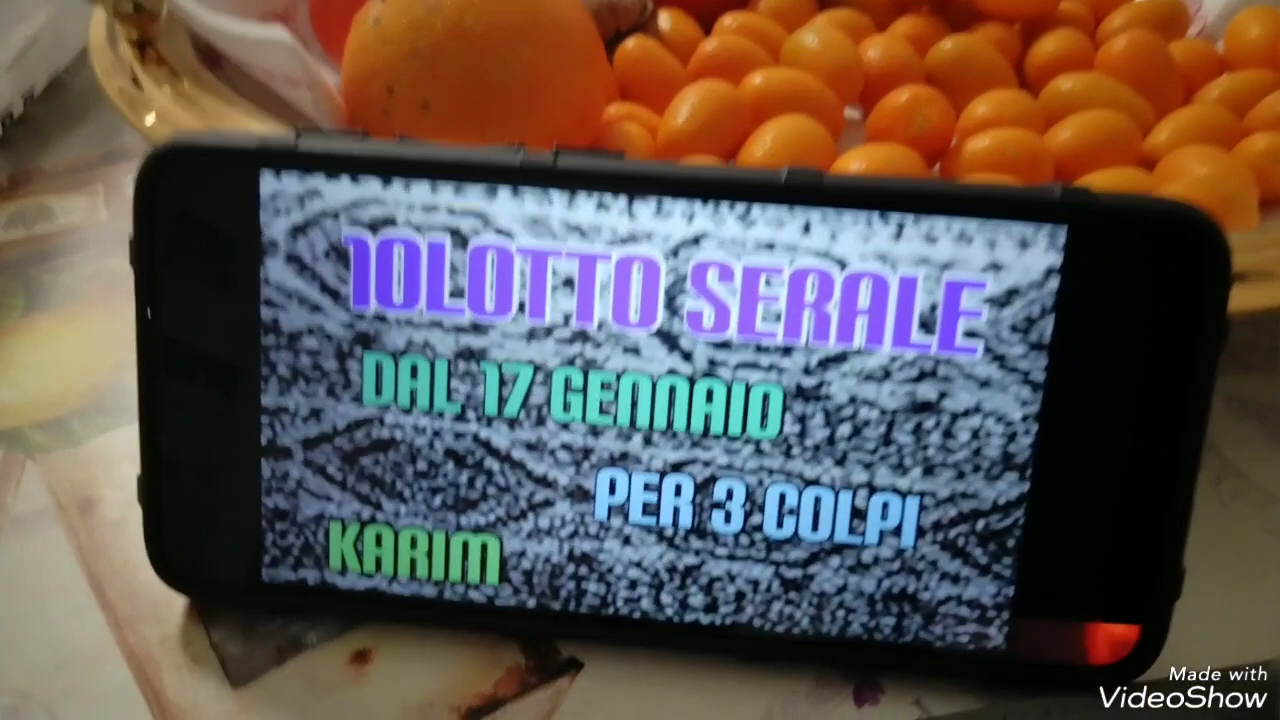 10LOTTO SERALE
DAL 17 GENNAIO
PER 3 COLPI
KARIM
Made with
VideoShow